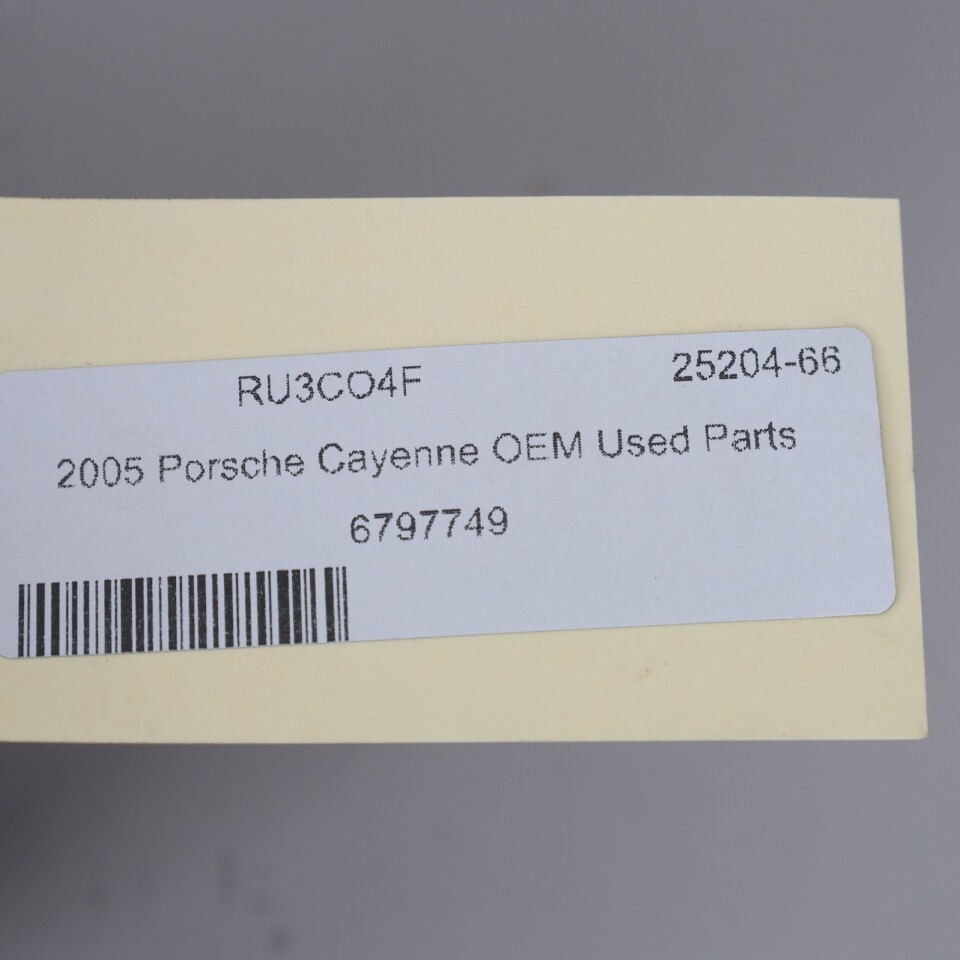 RU3CO4F 25204-66
2005 Porsche Cayenne OEM Used Parts
6797749